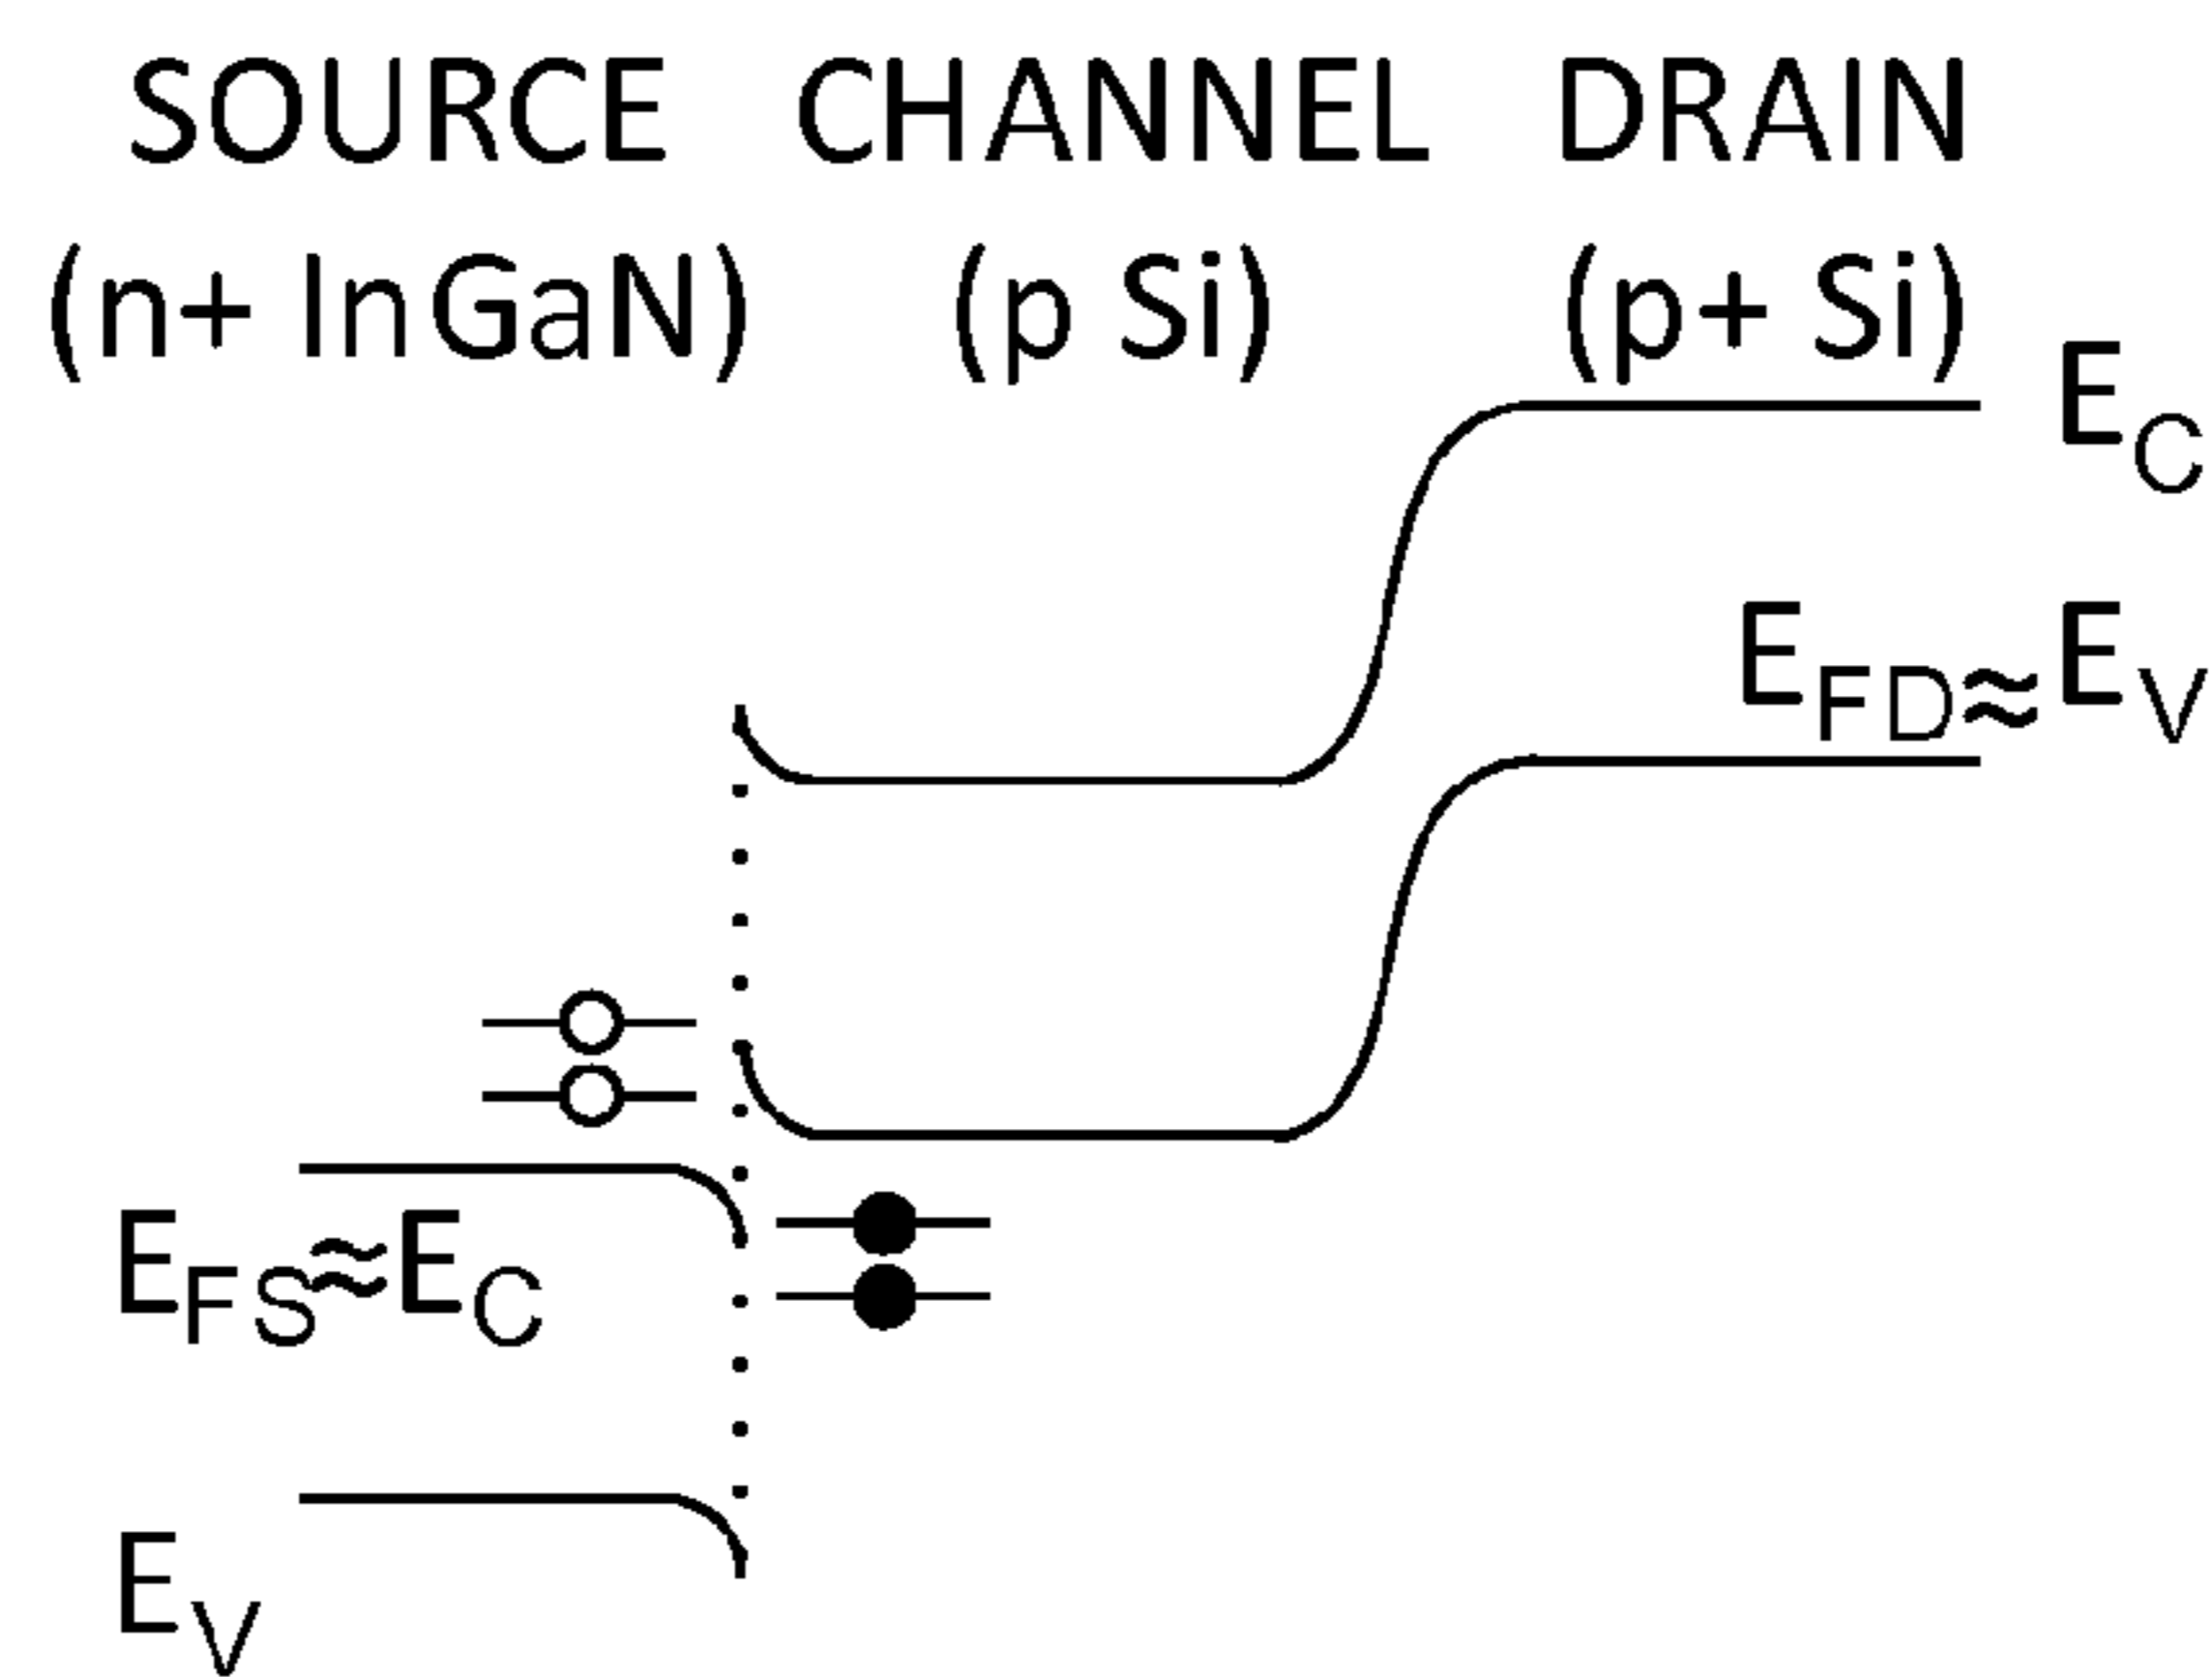 SOURCE CHANNEL DRAIN
(n+ InGaN) (p Si) (p+ Si)
EC
EFD≈EV
EFS≈EC
EV